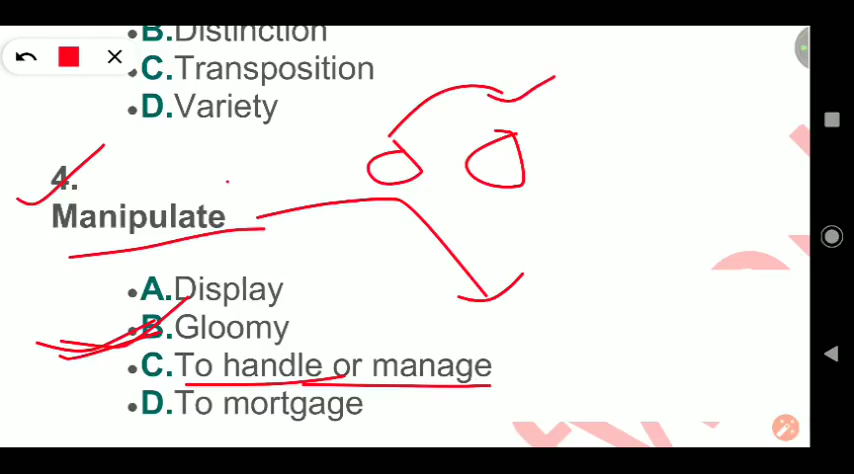 B.Distinction
C.Transposition
D.Variety
4.
Manipulate
A.Display
B.Gloomy
C.To handle or manage
D.To mortgage